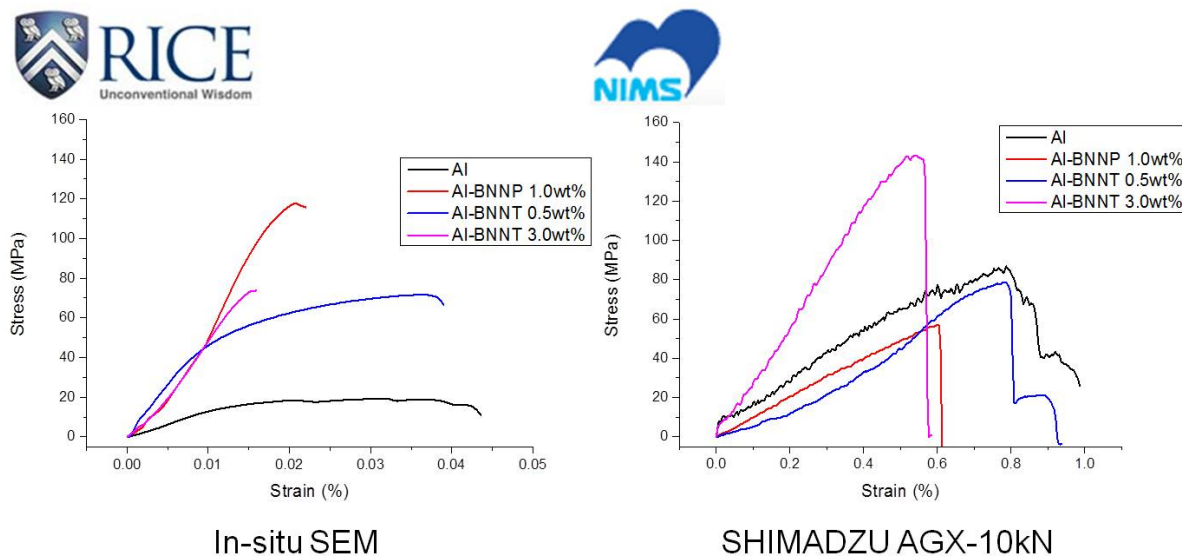 RICE
Unconventional Wisdom
NIMS
160
140
120
100
80
60
40
20
0
Stress (MPa)
0.00 0.01 0.02 0.03 0.04 0.05
Strain (%)
Al
Al-BNNP 1.0wt%
Al-BNNT 0.5wt%
Al-BNNT 3.0wt%
In-situ SEM
160
140
120
100
80
60
40
20
0
Stress (MPa)
0.0 0.2 0.4 0.6 0.8 1.0
Strain (%)
Al
Al-BNNP 1.0wt%
Al-BNNT 0.5wt%
Al-BNNT 3.0wt%
SHIMADZU AGX-10kN